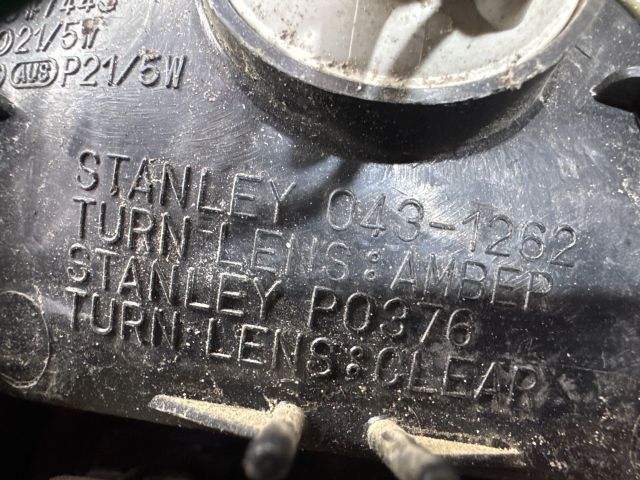 21/5W
AUS P21/5W
STANLEY 043-1262
TURN LENS:AMBER
STANLEY P0376
TURN LENS:CLEAR